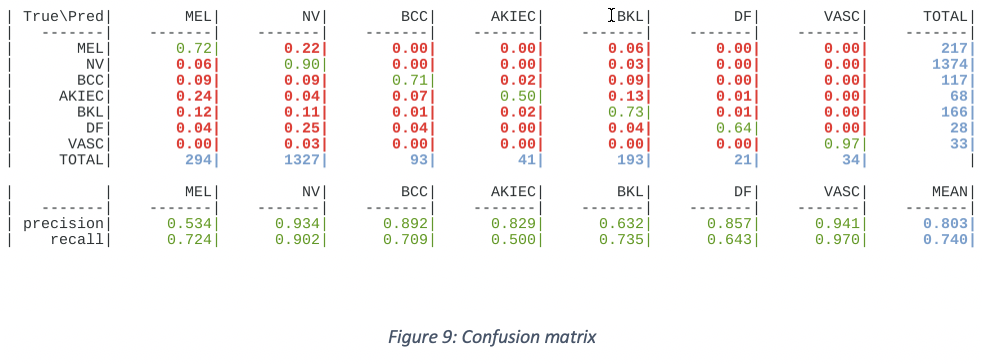 | True\Pred| MEL| NV| BCC| AKIEC| BKL| DF| VASC| TOTAL|
| -------| -------| -------| -------| -------| -------| -------| -------| -------|
| MEL| 0.72| 0.22| 0.00| 0.00| 0.06| 0.00| 0.00| 217|
| NV| 0.06| 0.90| 0.00| 0.00| 0.03| 0.00| 0.00| 1374|
| BCC| 0.09| 0.09| 0.71| 0.02| 0.09| 0.00| 0.00| 117|
| AKIEC| 0.24| 0.04| 0.07| 0.50| 0.13| 0.01| 0.00| 68|
| BKL| 0.12| 0.11| 0.01| 0.02| 0.73| 0.01| 0.00| 166|
| DF| 0.04| 0.25| 0.04| 0.00| 0.04| 0.64| 0.00| 28|
| VASC| 0.00| 0.03| 0.00| 0.00| 0.00| 0.00| 0.97| 33|
| TOTAL| 294| 1327| 93| 41| 193| 21| 34| |
| | MEL| NV| BCC| AKIEC| BKL| DF| VASC| MEAN|
| -------| -------| -------| -------| -------| -------| -------| -------| -------|
| precision| 0.534| 0.934| 0.892| 0.829| 0.632| 0.857| 0.941| 0.803|
| recall| 0.724| 0.902| 0.709| 0.500| 0.735| 0.643| 0.970| 0.740|
Figure 9: Confusion matrix